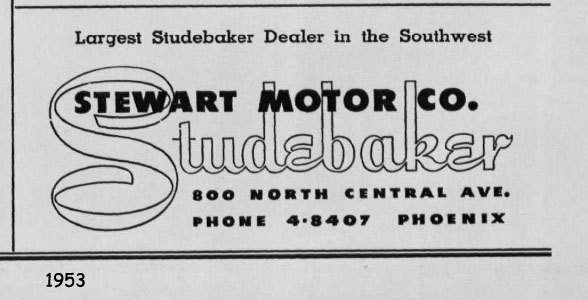 Largest Studebaker Dealer in the Southwest
STEWART MOTOR CO.
Studebaker
800 NORTH CENTRAL AVE.
PHONE 4-8407 PHOENIX
1953